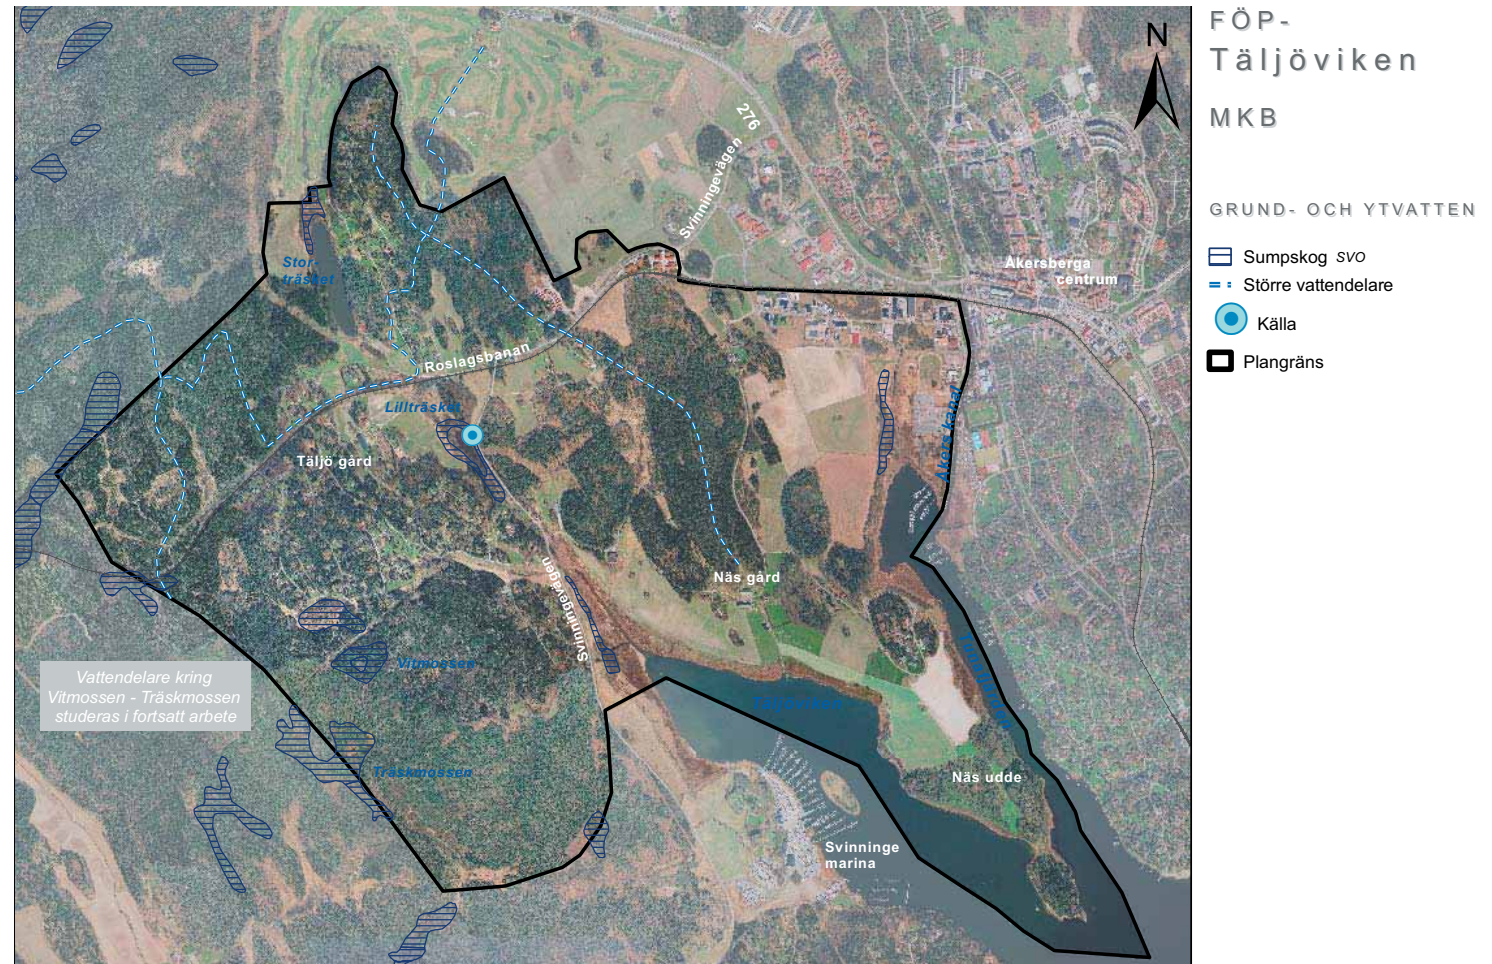 FÖP-
Täljöviken
MKB
GRUND- OCH YTVATTEN
Sumpskog SVO
Större vattendelare
Källa
Plangräns
N
276
Svinningevägen
Åkersberga
centrum
Stor-
träsket
Roslagsbanan
Lillträsket
Täljö gård
Åkers kanal
Svinningevägen
Näs gård
Tunafjärden
Vitmossen
Vattendelare kring
Vitmossen - Träskmossen
studeras i fortsatt arbete
Täljöviken
Träskmossen
Näs udde
Svinninge
marina